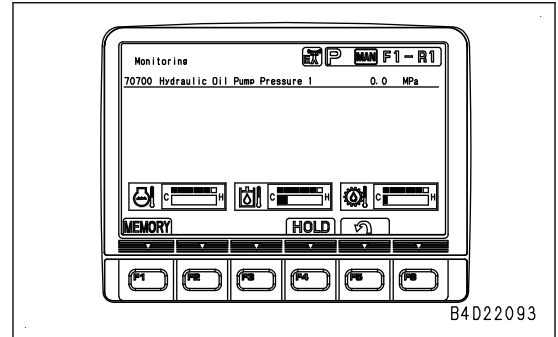 Monitoring EX P MAN F1-R1
70700 Hydraulic Oil Pump Pressure 1 0.0 MPa
C H C H C H
MEMORY HOLD
F1 F2 F3 F4 F5 F6
B4D22093